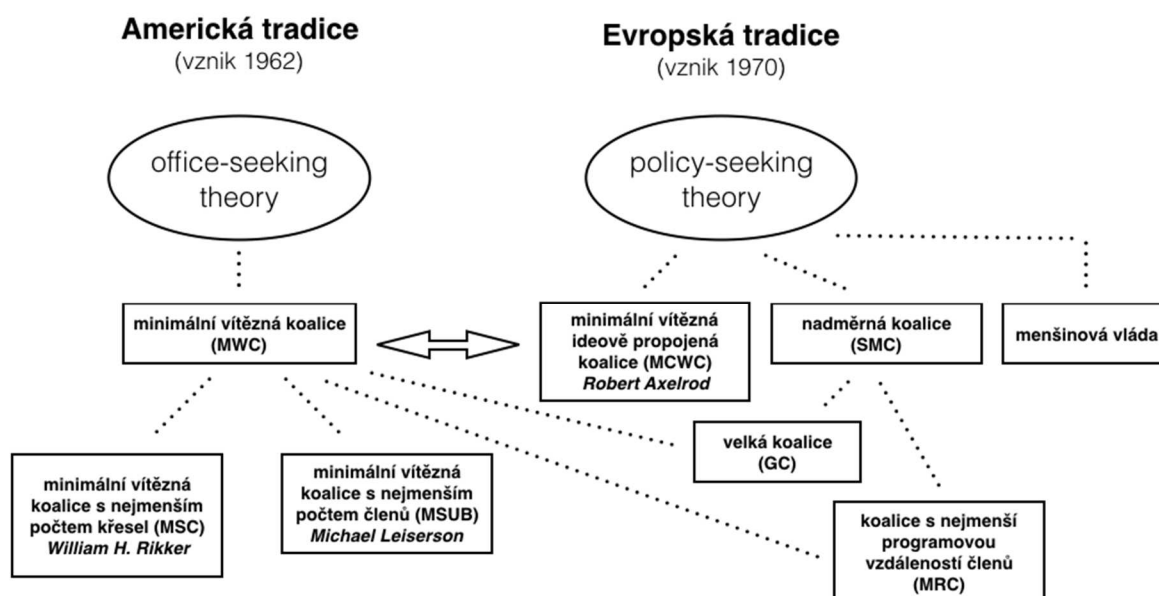 Americká tradice
(vznik 1962)
Evropská tradice
(vznik 1970)
office-seeking
theory
policy-seeking
theory
minimální vítězná koalice
(MWC)
minimální vítězná
ideově propojená
koalice (MCWC)
Robert Axelrod
nadměrná koalice
(SMC)
menšinová vláda
velká koalice
(GC)
minimální vítězná
koalice s nejmenším
počtem křesel (MSC)
William H. Rikker
minimální vítězná
koalice s nejmenším
počtem členů (MSUB)
Michael Leiserson
koalice s nejmenší
programovou
vzdáleností členů
(MRC)